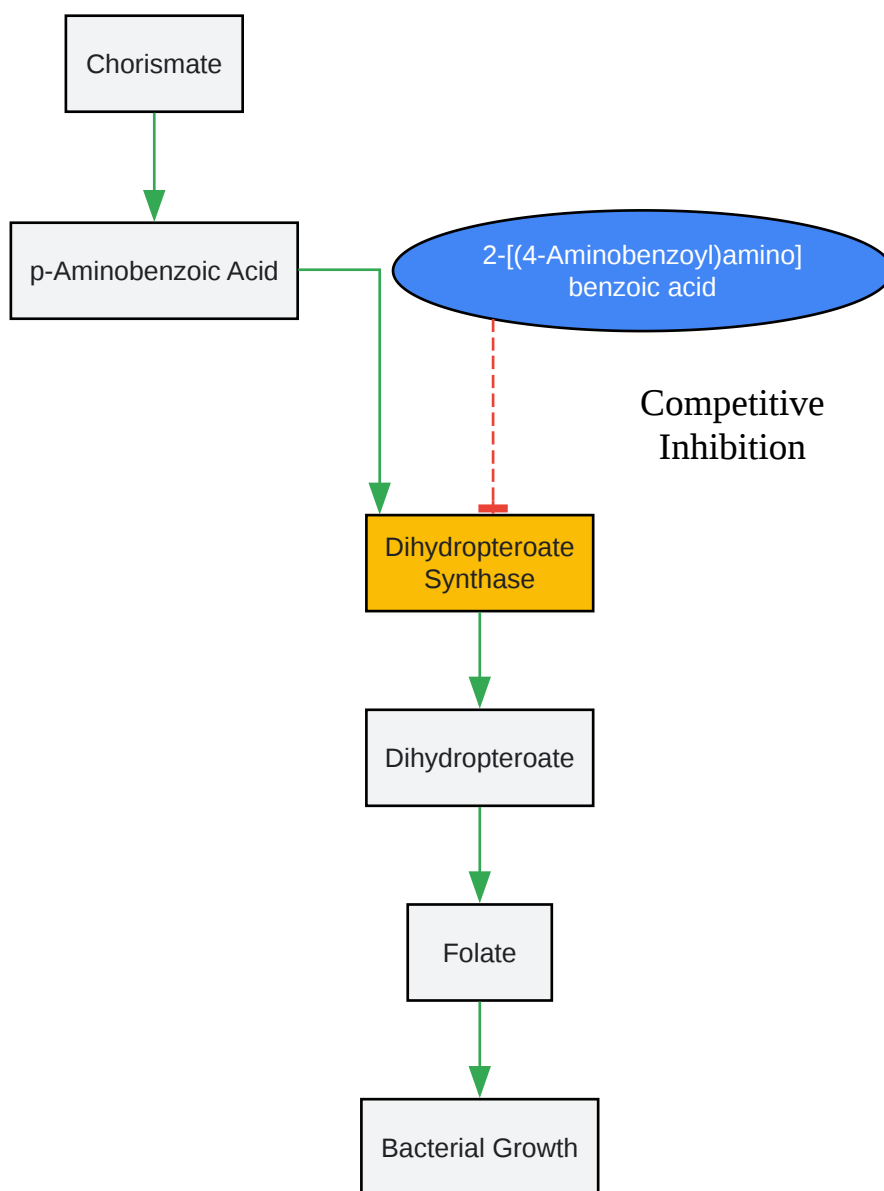 Chorismate
p-Aminobenzoic Acid
2-[(4-Aminobenzoyl)amino]
benzoic acid
Competitive
Inhibition
Dihydropteroate
Synthase
Dihydropteroate
Folate
Bacterial Growth